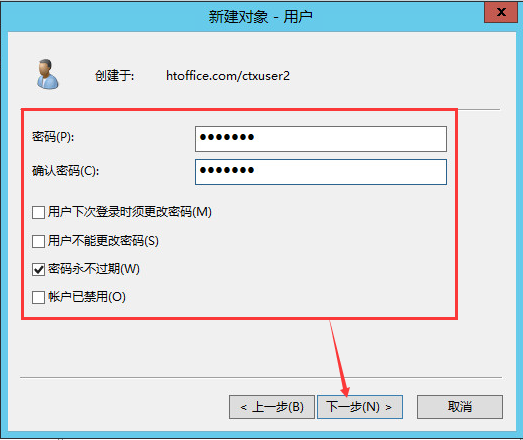 新建对象 - 用户
x
创建于: htoffice.com/ctxuser2
密码(P): •••••••
确认密码(C): •••••••
用户下次登录时须更改密码(M)
用户不能更改密码(S)
密码永不过期(W)
帐户已禁用(O)
< 上一步(B) 下一步(N) > 取消